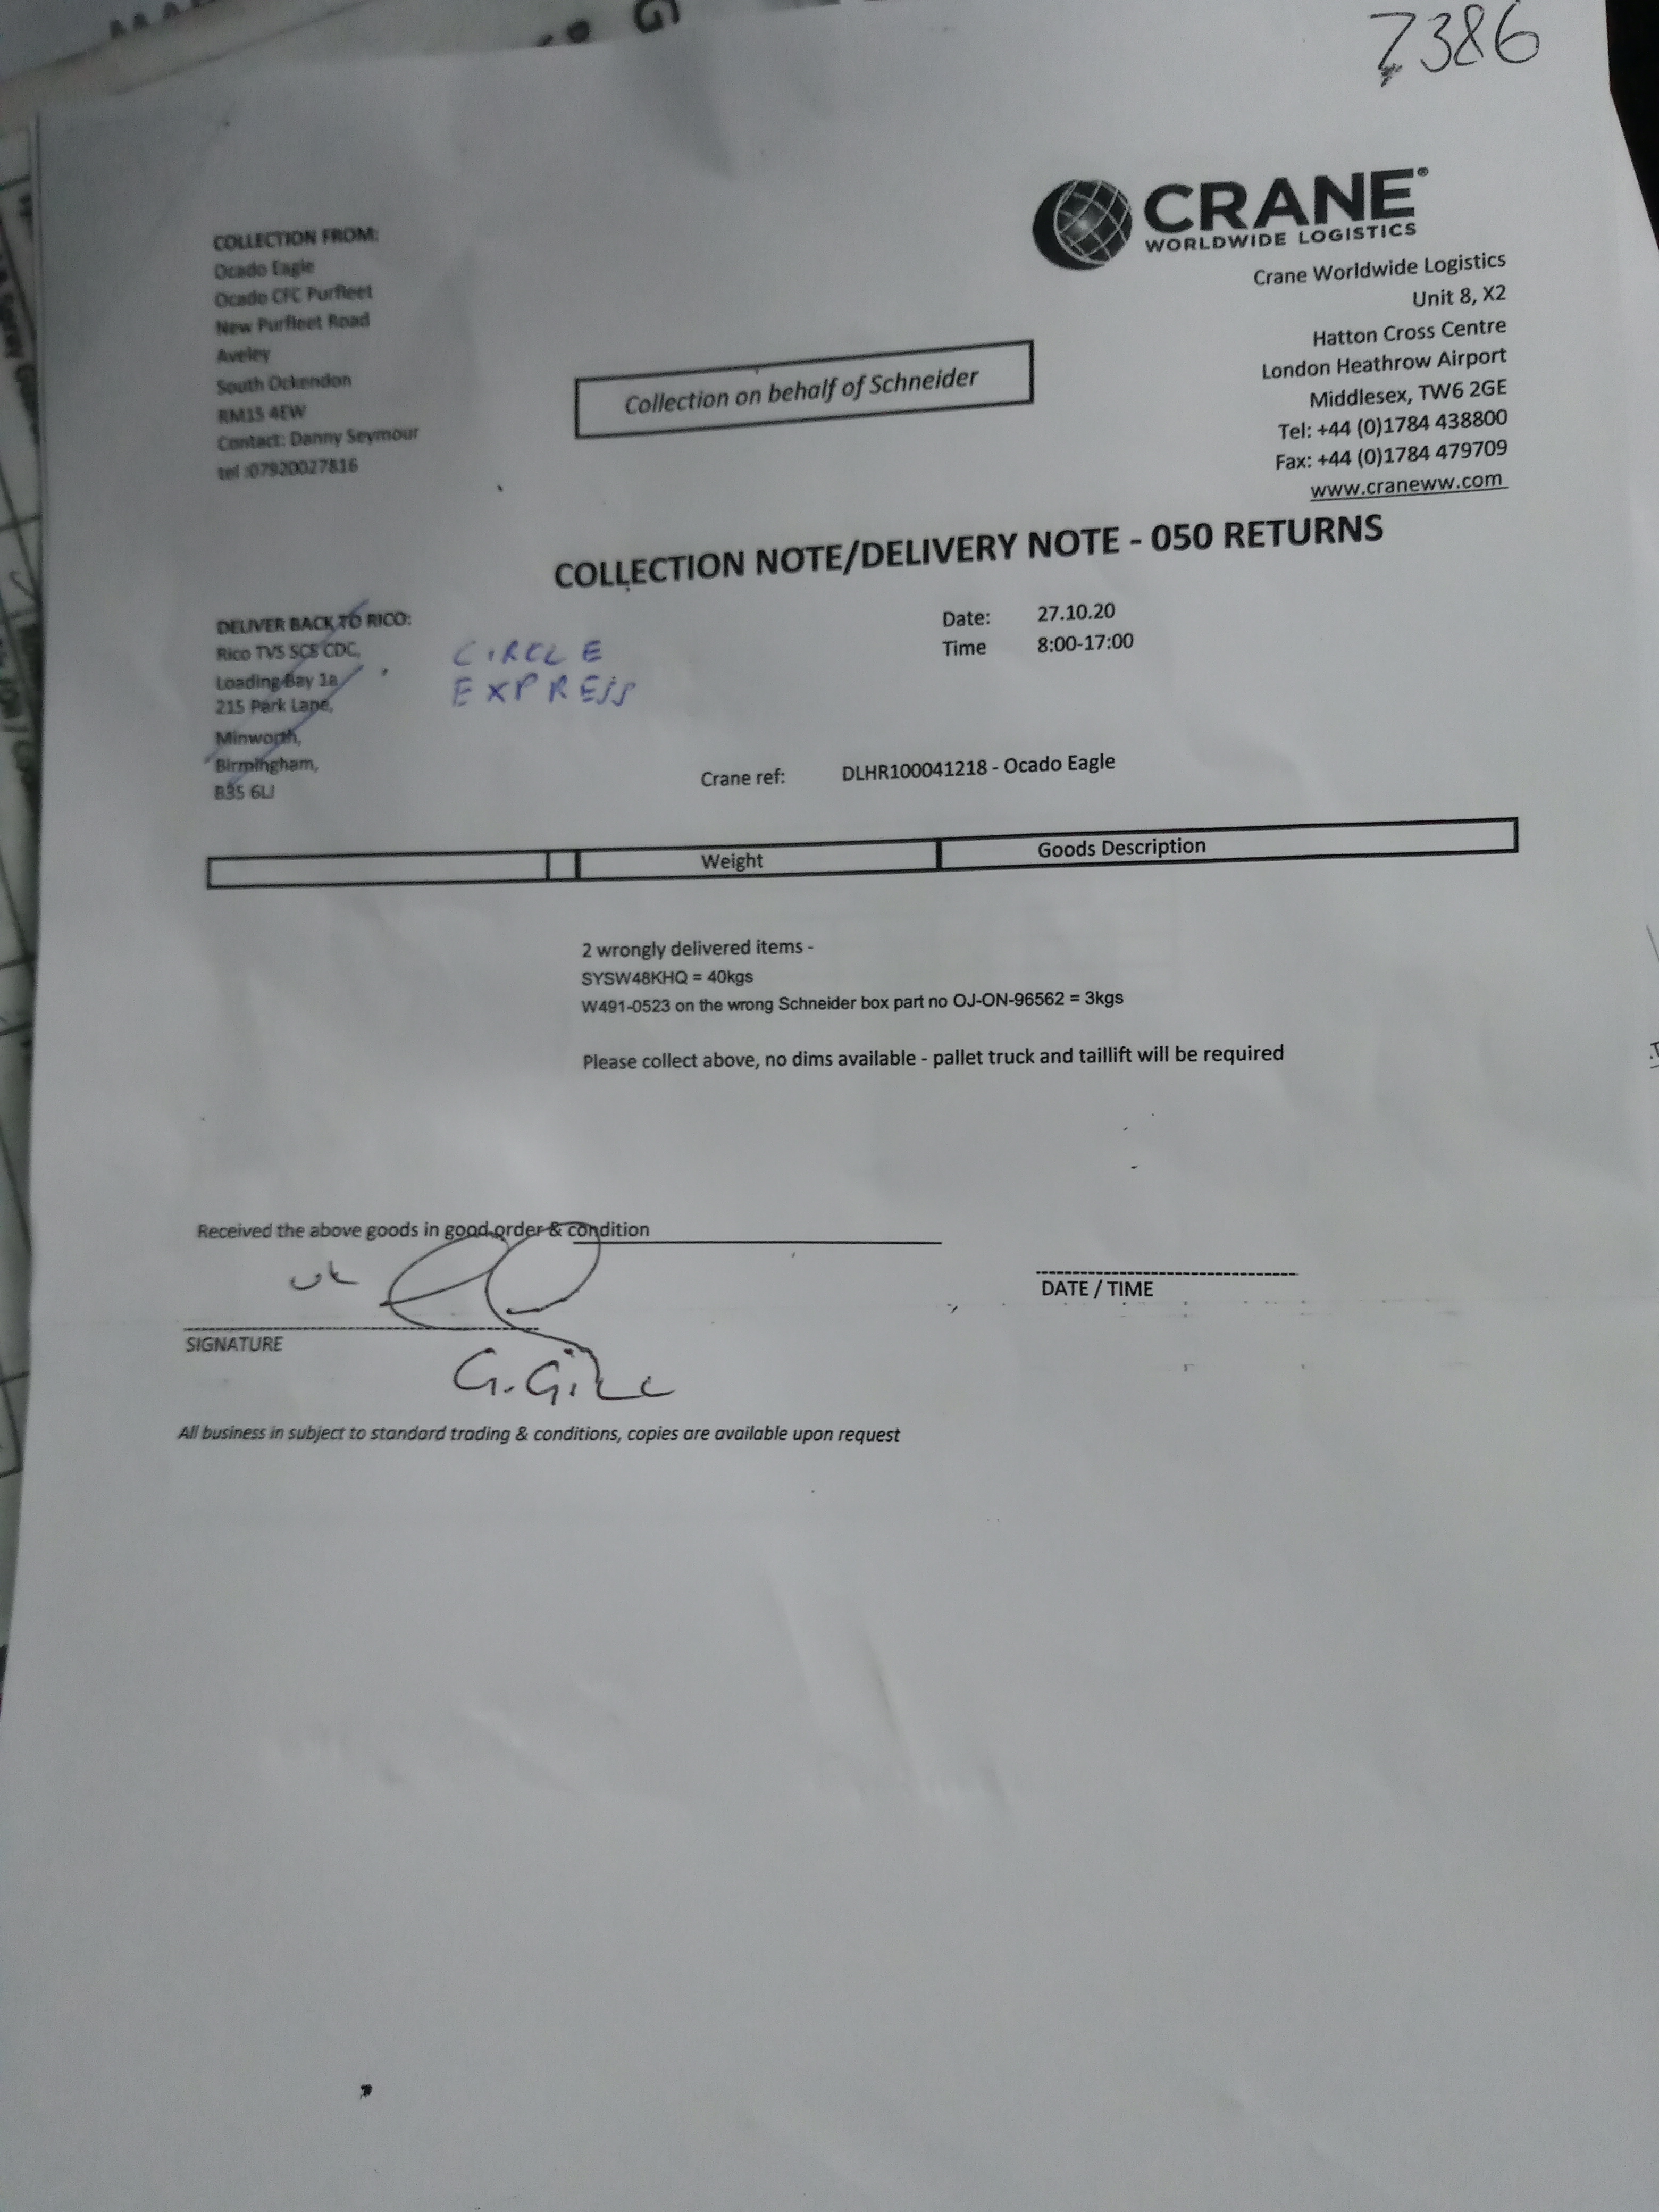 7386
CRANE®
WORLDWIDE LOGISTICS
Crane Worldwide Logistics
Unit 8, X2
Hatton Cross Centre
London Heathrow Airport
Middlesex, TW6 2GE
Tel: +44 (0)1784 438800
Fax: +44 (0)1784 479709
www.craneww.com
COLLECTION FROM:
Ocado Eagle
Ocado CFC Purfleet
New Purfleet Road
Aveley
South Ockendon
RM15 4EW
Contact: Danny Seymour
tel :07920027816
Collection on behalf of Schneider
COLLECTION NOTE/DELIVERY NOTE - 050 RETURNS
DELIVER BACK TO RICO:
Rico TVS SC8 CDC,
Loading Bay 1a
215 Park Lane,
Minworth,
Birmingham,
B35 6LJ
CIRCLE
EXPRESS
Date: 27.10.20
Time 8:00-17:00
Crane ref: DLHR100041218 - Ocado Eagle
Weight Goods Description
2 wrongly delivered items -
SYSW48KHQ = 40kgs
W491-0523 on the wrong Schneider box part no OJ-ON-96562 = 3kgs
Please collect above, no dims available - pallet truck and taillift will be required
Received the above goods in good order & condition
SIGNATURE
DATE / TIME
G. Gill
All business in subject to standard trading & conditions, copies are available upon request